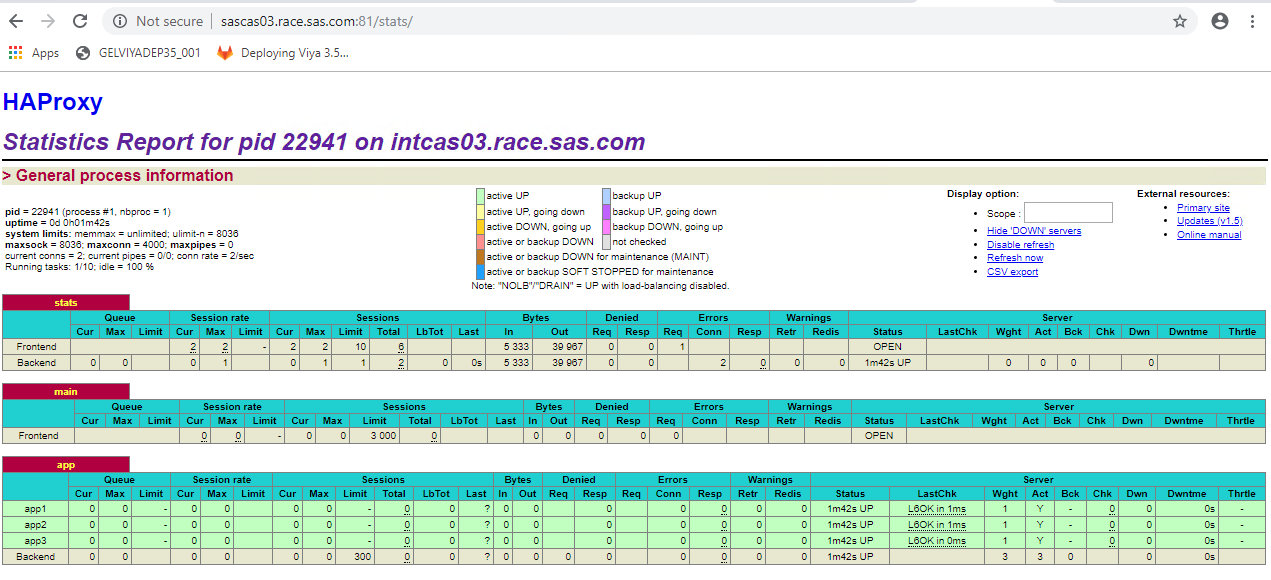 Not secure | sascas03.race.sas.com:81/stats/
Apps GELVIYADEP35_001 Deploying Viya 3.5...
HAProxy
Statistics Report for pid 22941 on intcas03.race.sas.com
> General process information
pid = 22941 (process #1, nbproc = 1)
uptime = 0d 0h01m42s
system limits: memmax = unlimited; ulimit-n = 8036
maxsock = 8036; maxconn = 4000; maxpipes = 0
current conns = 2; current pipes = 0/0; conn rate = 2/sec
Running tasks: 1/10; idle = 100 %
active UP backup UP
active UP, going down backup UP, going down
active DOWN, going up backup DOWN, going up
active or backup DOWN not checked
active or backup DOWN for maintenance (MAINT)
active or backup SOFT STOPPED for maintenance
Note: "NOLB"/"DRAIN" = UP with load-balancing disabled.
Display option:
• Scope :
• Hide 'DOWN' servers
• Disable refresh
• Refresh now
• CSV export
External resources:
• Primary site
• Updates (v1.5)
• Online manual
stats
Queue Session rate Sessions Bytes Denied Errors Warnings Server
Cur Max Limit Cur Max Limit Cur Max Limit Total LbTot Last In Out Req Resp Req Conn Resp Retr Redis Status LastChk Wght Act Bck Chk Dwn Dwntme Thrtle
Frontend 2 2 - 2 2 10 6 5 333 39 967 0 0 1 OPEN
Backend 0 0 0 1 0 1 1 2 0 0s 5 333 39 967 0 0 2 0 0 0 1m42s UP 0 0 0 0
main
Queue Session rate Sessions Bytes Denied Errors Warnings Server
Cur Max Limit Cur Max Limit Cur Max Limit Total LbTot Last In Out Req Resp Req Conn Resp Retr Redis Status LastChk Wght Act Bck Chk Dwn Dwntme Thrtle
Frontend 0 0 - 0 0 3 000 0 0 0 0 0 0 OPEN
app
Queue Session rate Sessions Bytes Denied Errors Warnings Server
Cur Max Limit Cur Max Limit Cur Max Limit Total LbTot Last In Out Req Resp Req Conn Resp Retr Redis Status LastChk Wght Act Bck Chk Dwn Dwntme Thrtle
app1 0 0 - 0 0 0 0 - 0 0 ? 0 0 0 0 0 0 0 1m42s UP L6OK in 1ms 1 Y - 0 0 0s -
app2 0 0 - 0 0 0 0 - 0 0 ? 0 0 0 0 0 0 0 1m42s UP L6OK in 1ms 1 Y - 0 0 0s -
app3 0 0 - 0 0 0 0 - 0 0 ? 0 0 0 0 0 0 0 1m42s UP L6OK in 0ms 1 Y - 0 0 0s -
Backend 0 0 0 0 0 0 300 0 0 ? 0 0 0 0 0 0 0 0 1m42s UP 3 3 0 0 0s